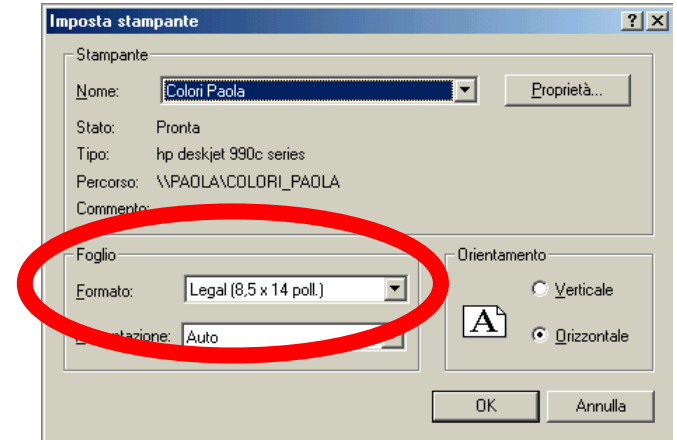 Imposta stampante
Stampante
Nome: Colori Paola Proprietà...
Stato: Pronta
Tipo: hp deskjet 990c series
Percorso: \\PAOLA\COLORI_PAOLA
Commento:
Foglio
Formato: Legal (8,5 x 14 poll.)
Auto
Orientamento
A
Verticale
Orizzontale
OK Annulla